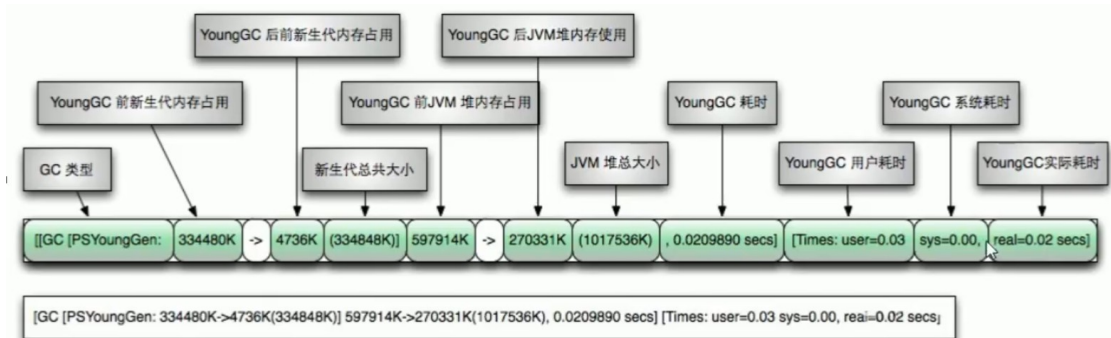 YoungGC 后前新生代内存占用
YoungGC 后JVM堆内存使用
YoungGC 前新生代内存占用
YoungGC 前JVM 堆内存占用
YoungGC 耗时
YoungGC 系统耗时
GC 类型
新生代总共大小
JVM 堆总大小
YoungGC 用户耗时
YoungGC实际耗时
[[GC [PSYoungGen: 334480K -> 4736K (334848K)] 597914K -> 270331K (1017536K) , 0.0209890 secs] [Times: user=0.03 sys=0.00, real=0.02 secs]
[GC [PSYoungGen: 334480K->4736K(334848K)] 597914K->270331K(1017536K), 0.0209890 secs] [Times: user=0.03 sys=0.00, real=0.02 secs]